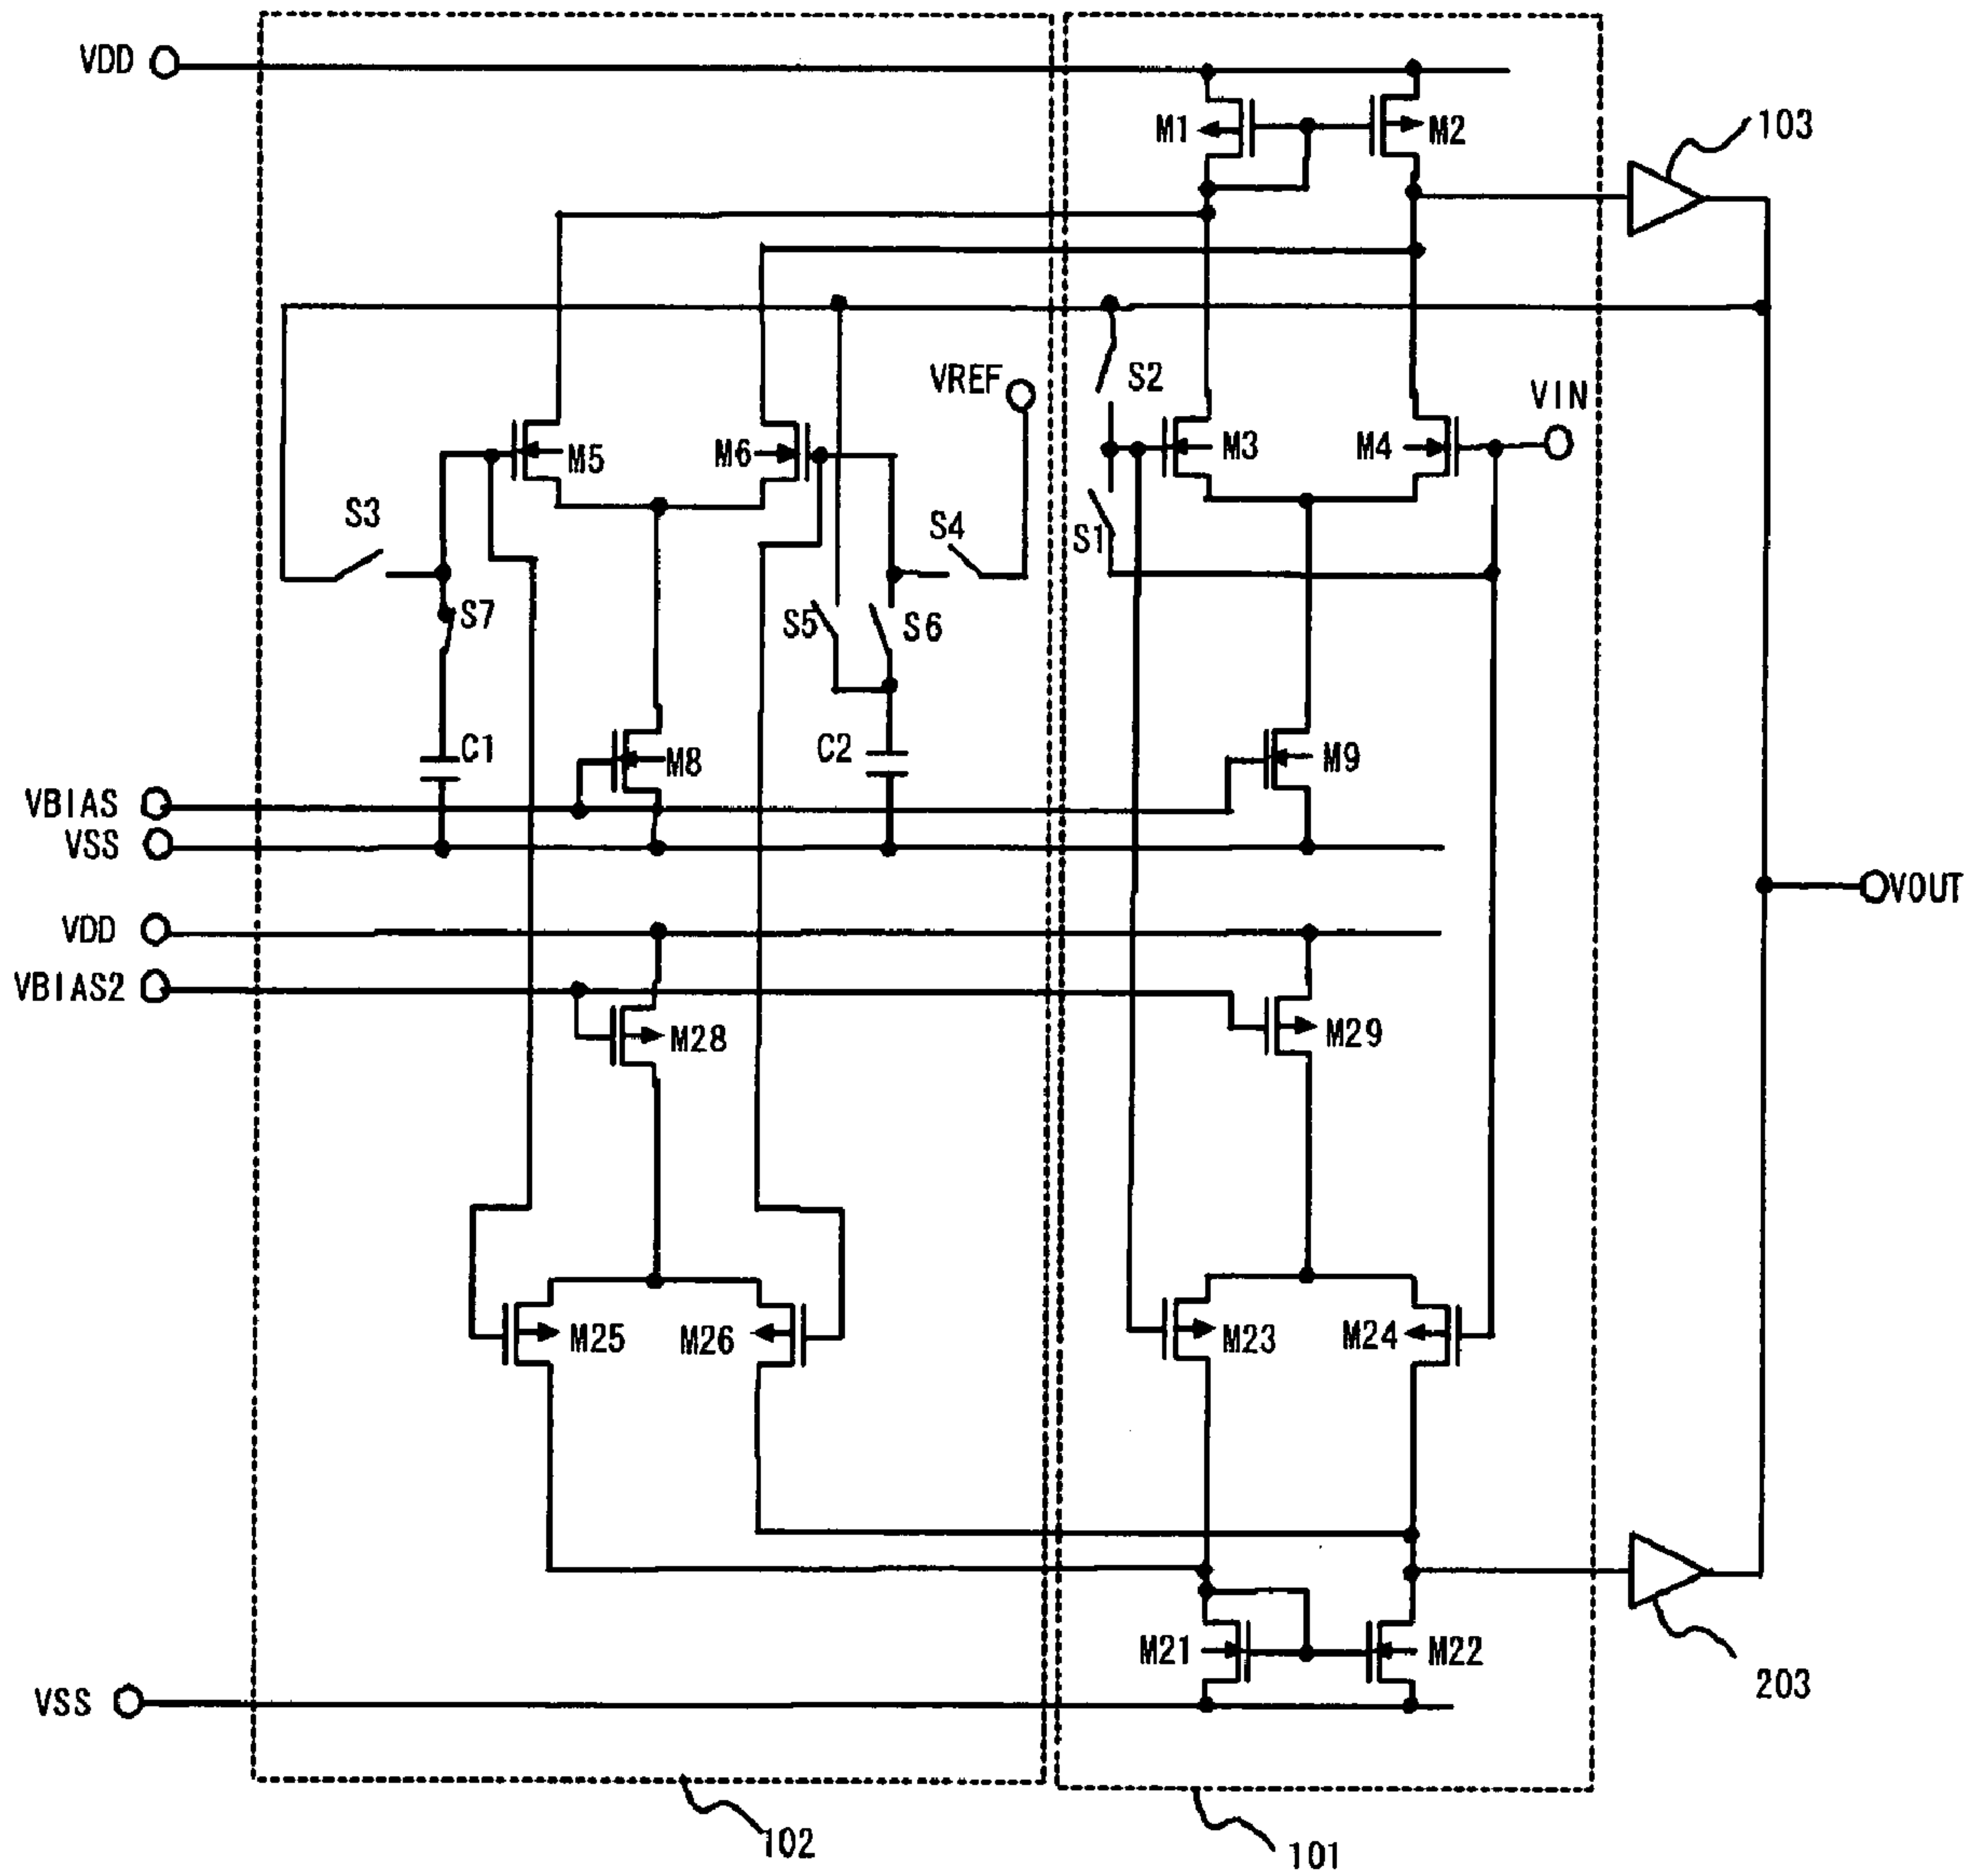 VDD
M1
M2
103
VREF
S2
VIN
M5
M6
M3
M4
S3
S4
S1
S7
S5
S6
C1
M8
C2
M9
VBIAS
VSS
VOUT
VDD
VBIAS2
M28
M29
M25
M26
M23
M24
M21
M22
VSS
203
102
101